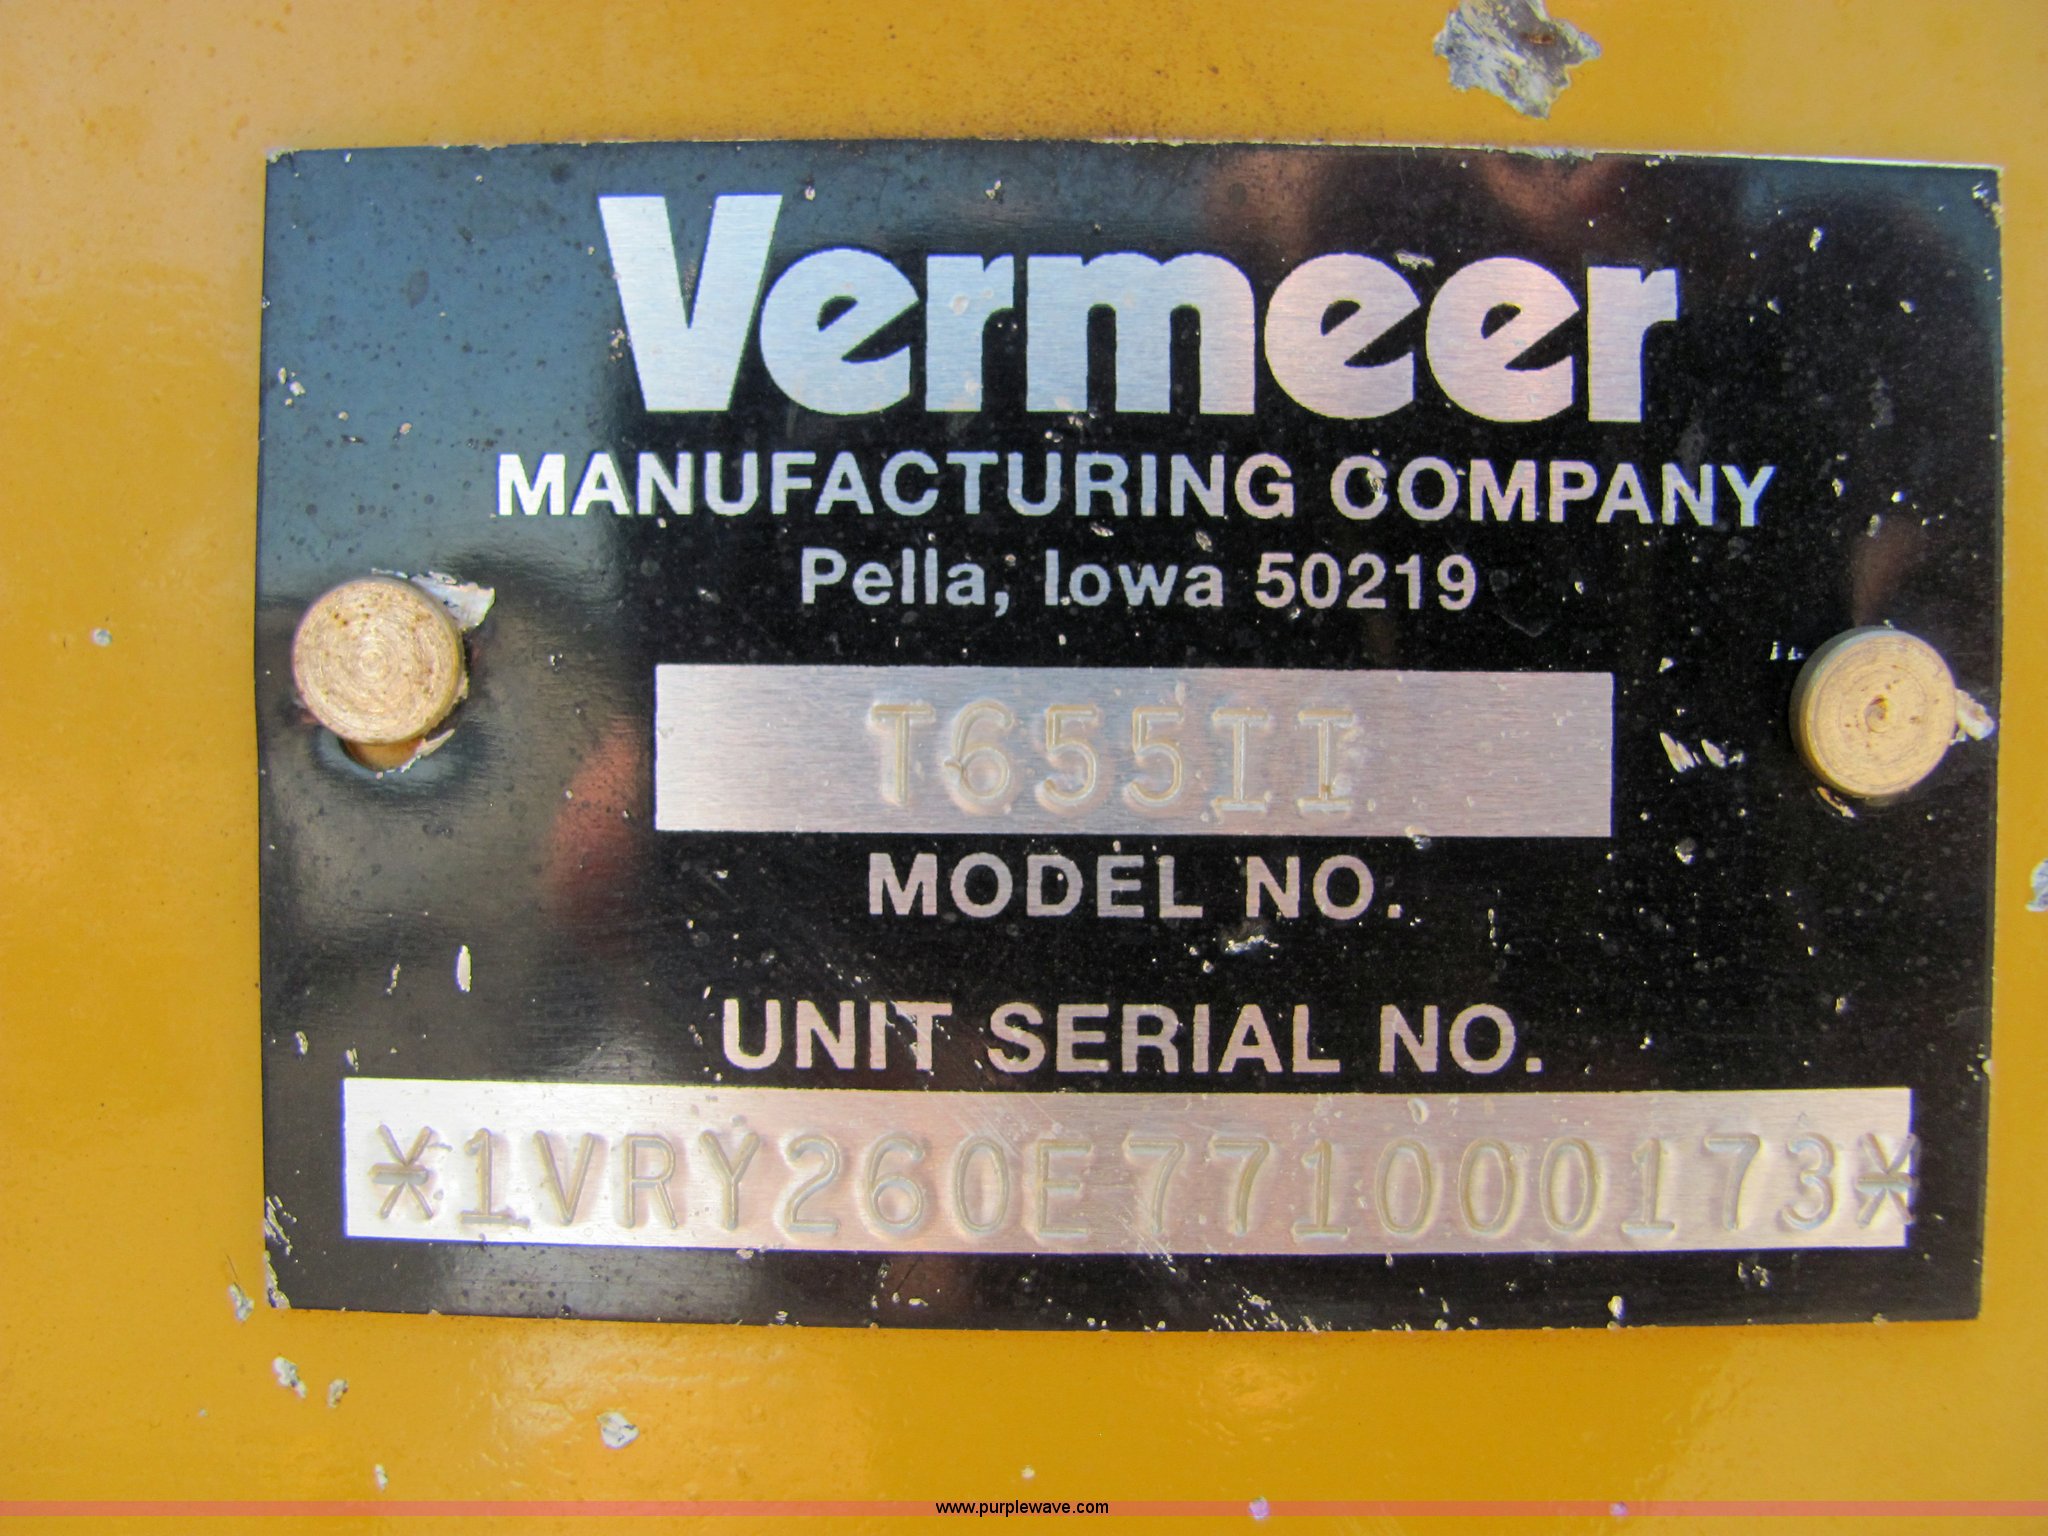 Vermeer
MANUFACTURING COMPANY
Pella, Iowa 50219
T655II
MODEL NO.
UNIT SERIAL NO.
*1VRY260E771000173*
www.purplewave.com